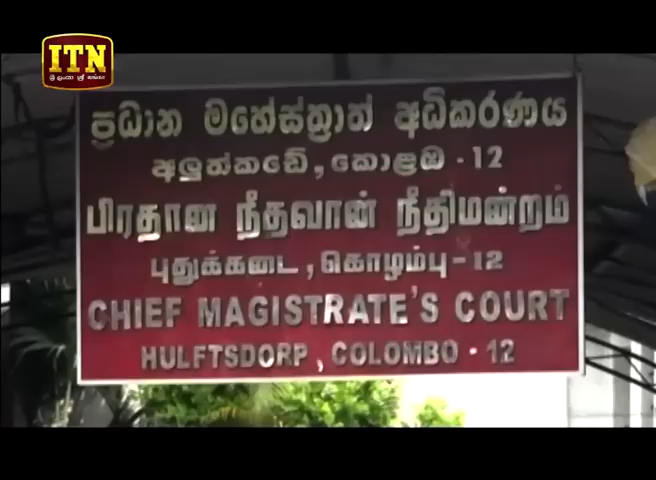 ITN
ශ්‍රී ලංකා ශ්‍රී லங்கா
ප්‍රධාන මහේස්ත්‍රාත් අධිකරණය
අලුත්කඩේ, කොළඹ - 12
பிரதான நீதவான் நீதிமன்றம்
புதுக்கடை, கொழும்பு - 12
CHIEF MAGISTRATE'S COURT
HULFTSDORP, COLOMBO - 12